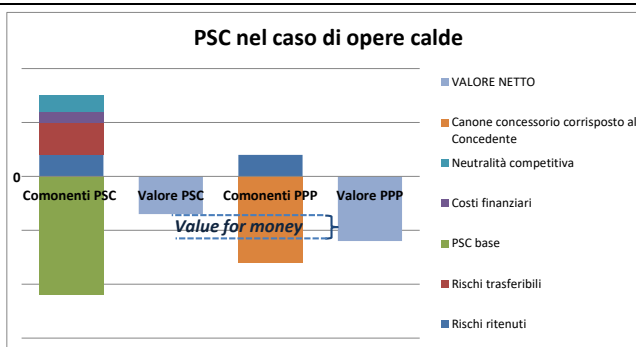 PSC nel caso di opere calde
0
Comonenti PSC
Valore PSC
Comonenti PPP
Valore PPP
Value for money
VALORE NETTO
Canone concessorio corrisposto al
Concedente
Neutralità competitiva
Costi finanziari
PSC base
Rischi trasferibili
Rischi ritenuti